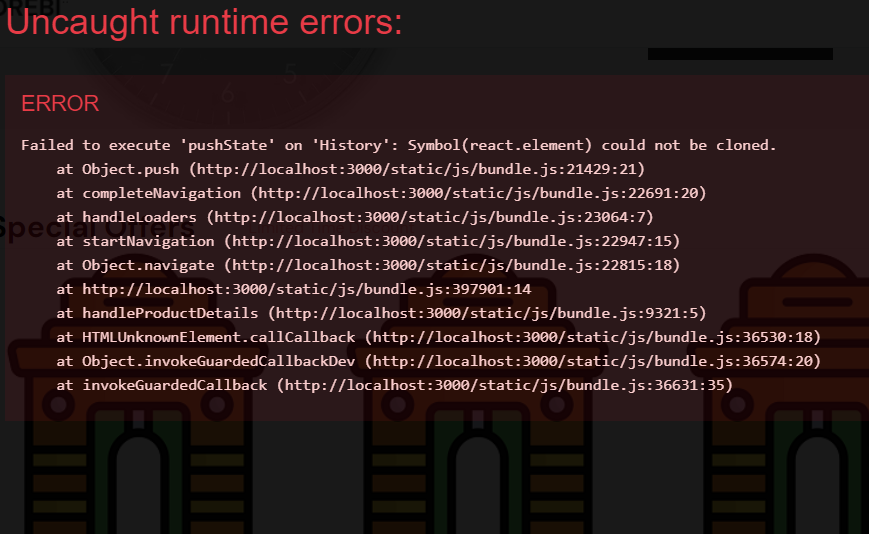 OREBI
Uncaught runtime errors:
7
6
5
ERROR
Failed to execute 'pushState' on 'History': Symbol(react.element) could not be cloned.
at Object.push (http://localhost:3000/static/js/bundle.js:21429:21)
at completeNavigation (http://localhost:3000/static/js/bundle.js:22691:20)
at handleLoaders (http://localhost:3000/static/js/bundle.js:23064:7)
Special Offers
at startNavigation (http://localhost:3000/static/js/bundle.js:22947:15)
at Object.navigate (http://localhost:3000/static/js/bundle.js:22815:18)
at http://localhost:3000/static/js/bundle.js:397901:14
at handleProductDetails (http://localhost:3000/static/js/bundle.js:9321:5)
at HTMLUnknownElement.callCallback (http://localhost:3000/static/js/bundle.js:36530:18)
at Object.invokeGuardedCallbackDev (http://localhost:3000/static/js/bundle.js:36574:20)
at invokeGuardedCallback (http://localhost:3000/static/js/bundle.js:36631:35)